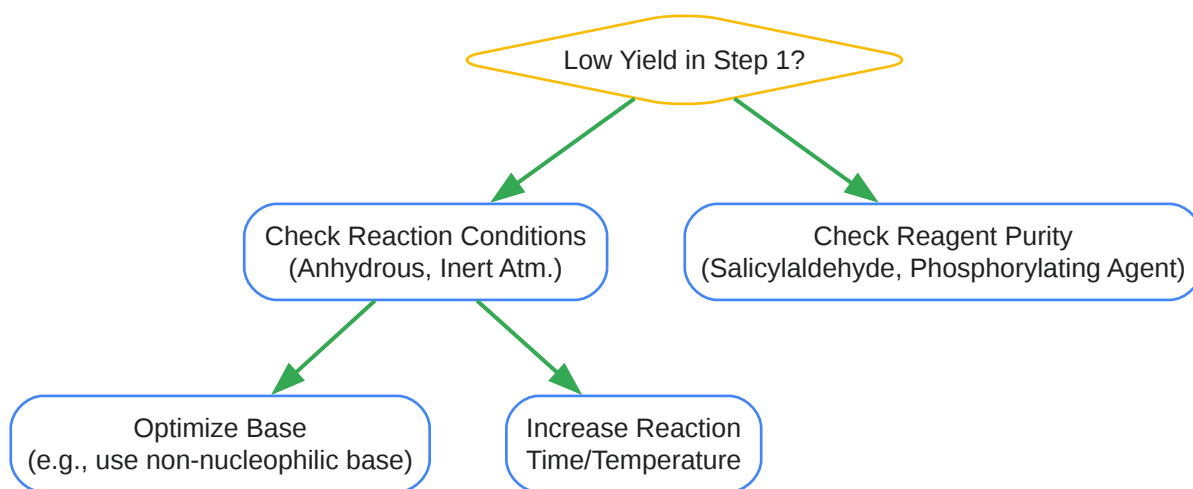 Low Yield in Step 1?
Check Reaction Conditions
(Anhydrous, Inert Atm.)
Check Reagent Purity
(Salicylaldehyde, Phosphorylating Agent)
Optimize Base
(e.g., use non-nucleophilic base)
Increase Reaction
Time/Temperature